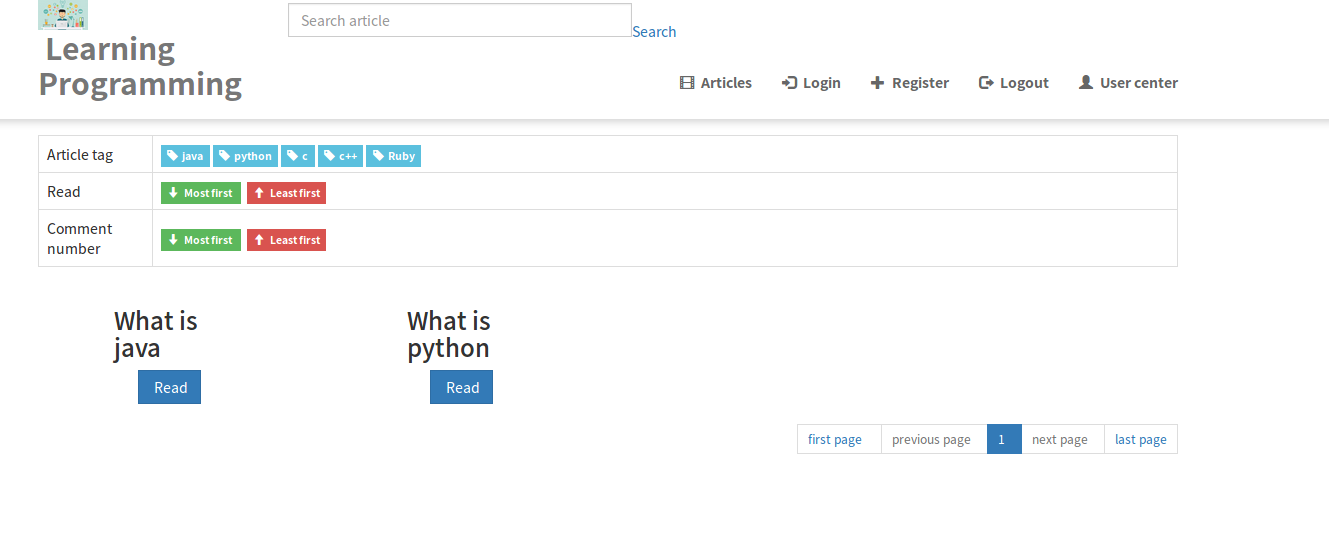 Search article
Search
Learning
Programming
Articles Login Register Logout User center
Article tag java python c c++ Ruby
Read Most first Least first
Comment
number Most first Least first
What is
java
Read
What is
python
Read
first page previous page 1 next page last page